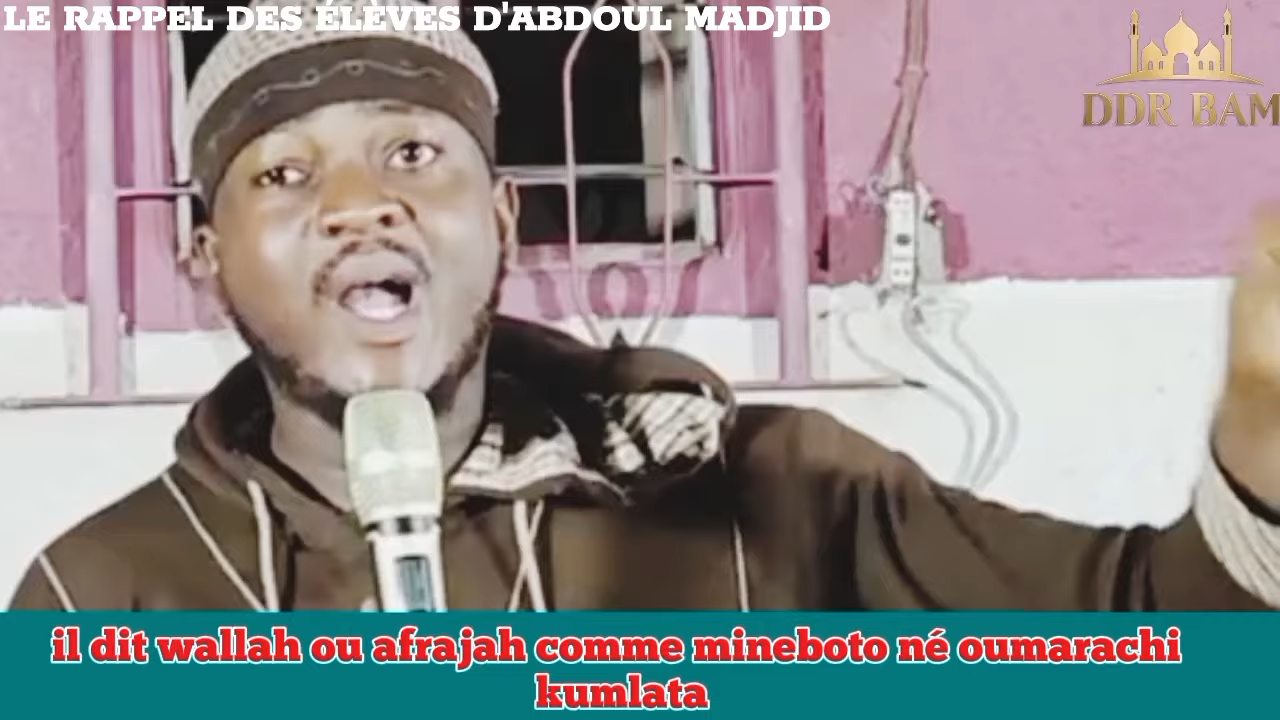 LE RAPPEL DES ÉLÈVES D'ABDOUL MADJID
DDR BAM
il dit wallah ou afrajah comme mineboto né oumarachi
kumlata